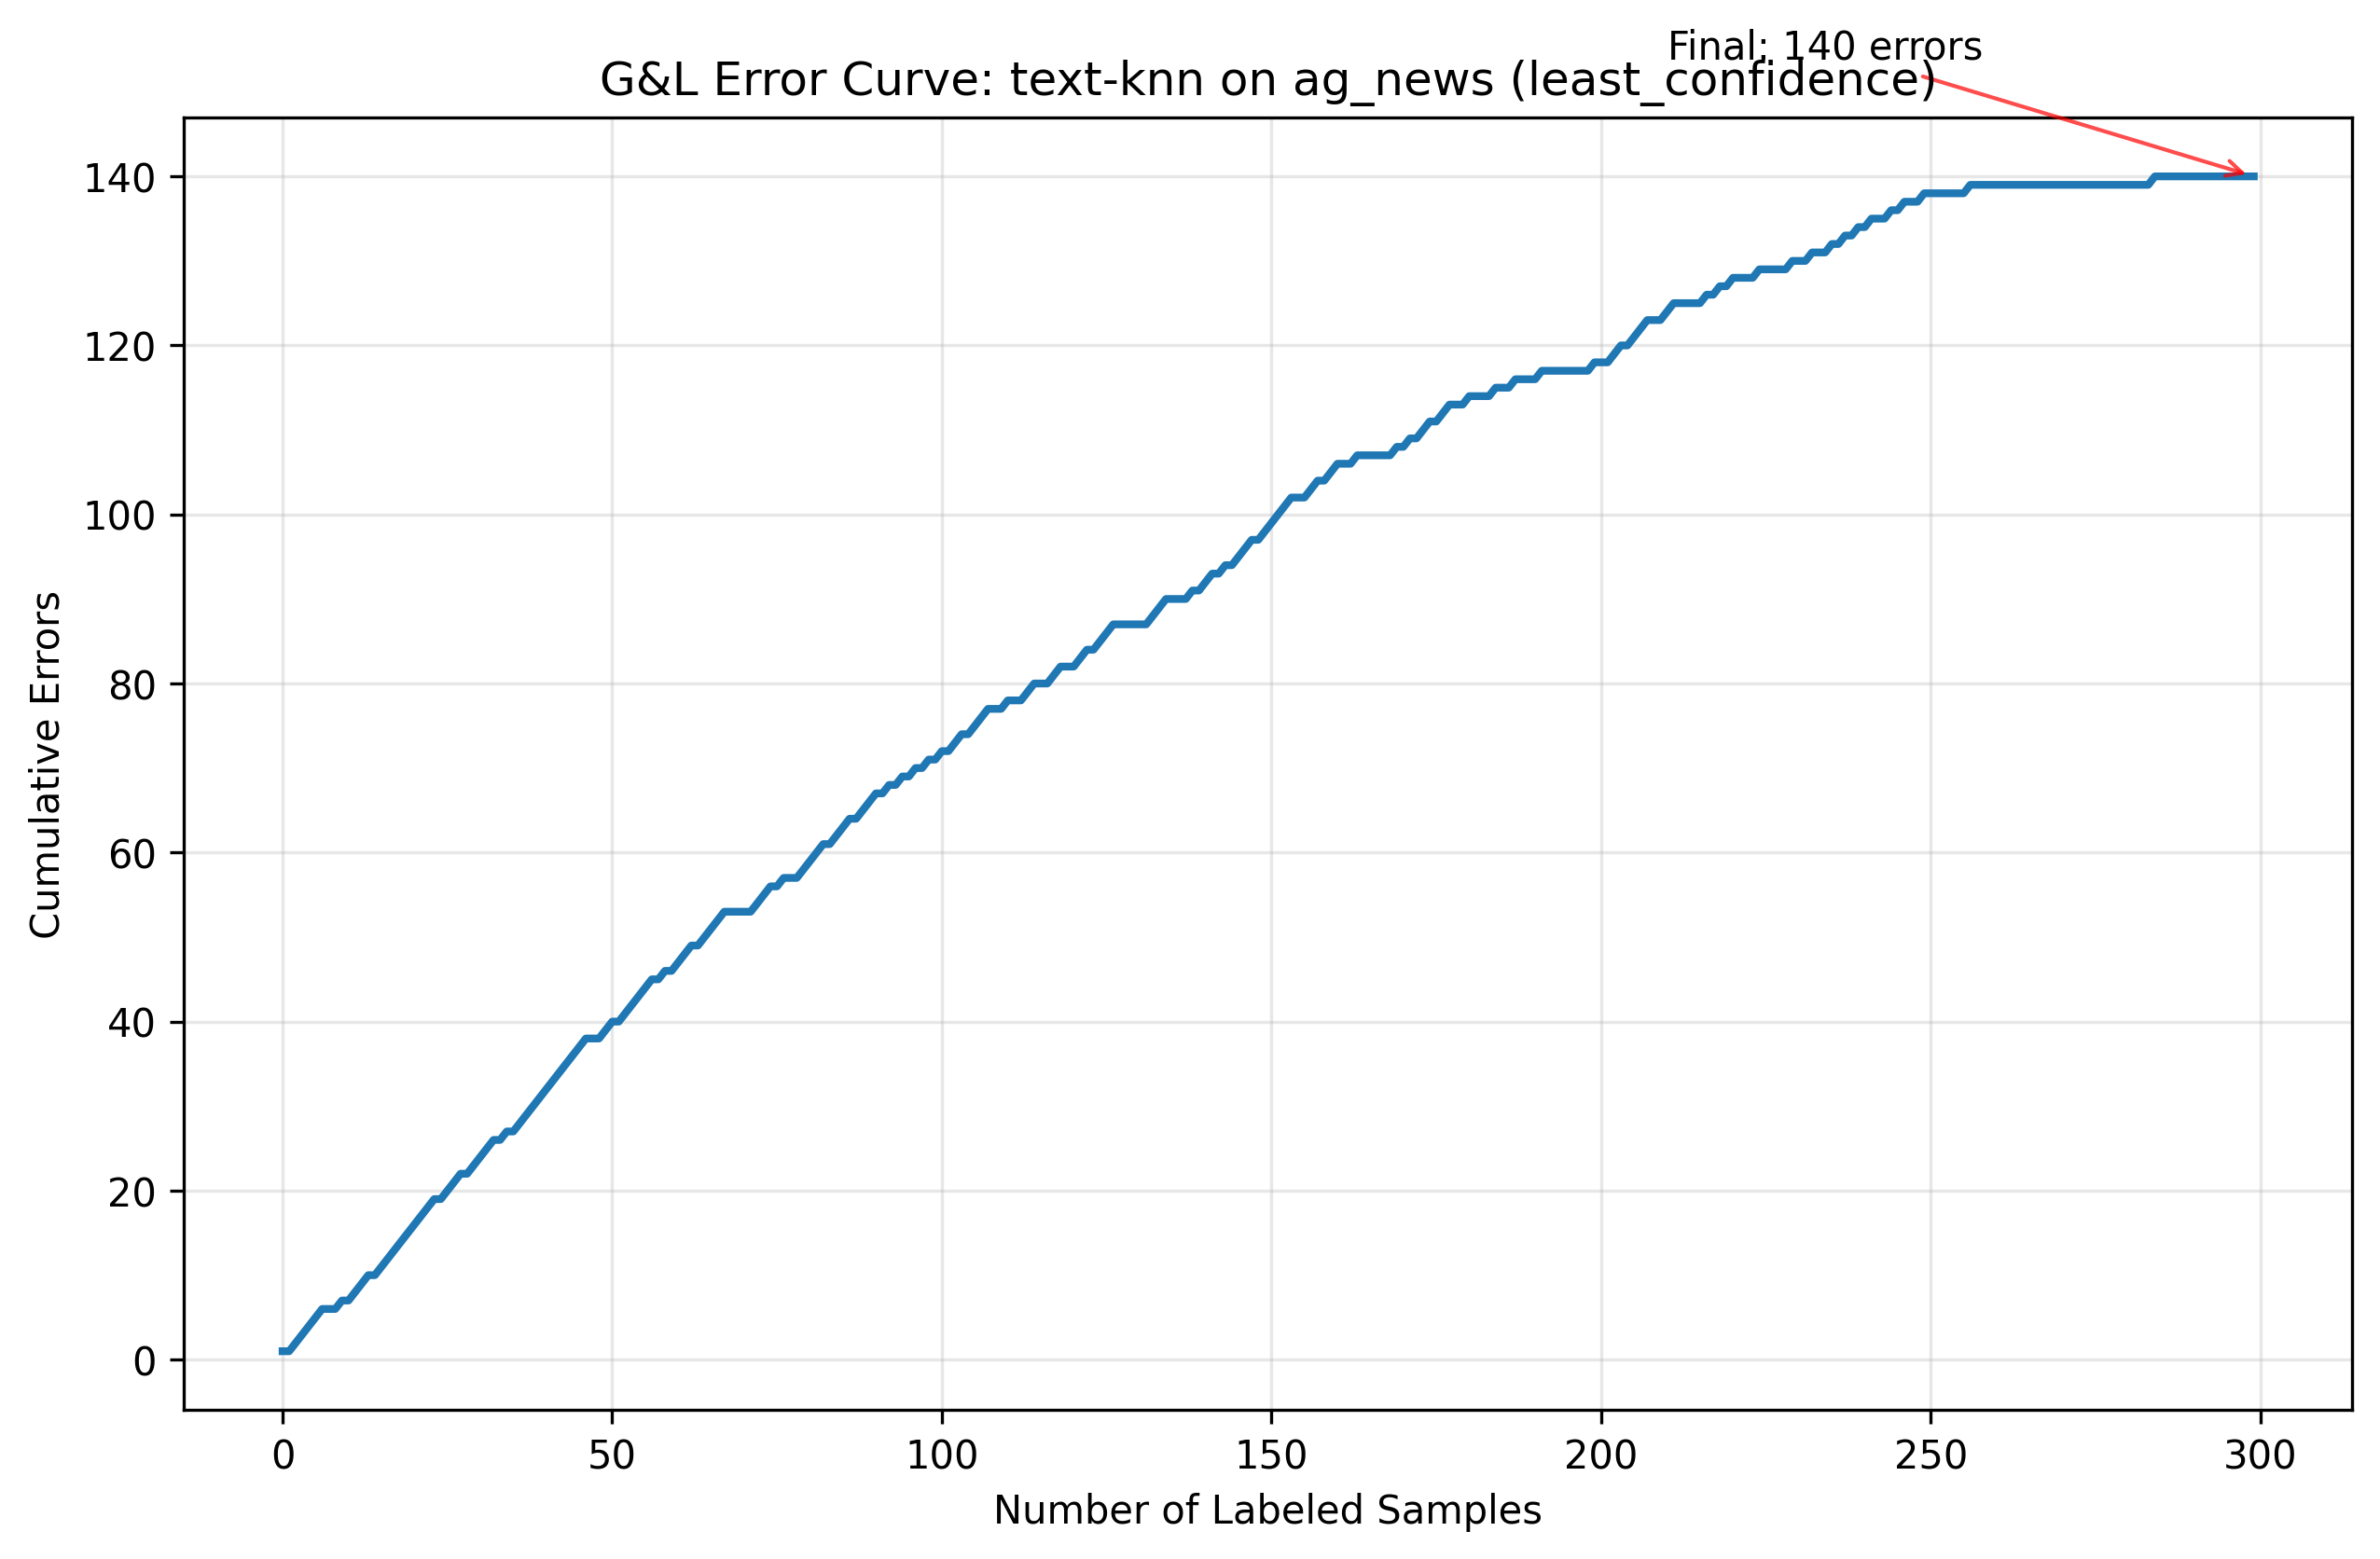 Final: 140 errors
G&L Error Curve: text-knn on ag_news (least_confidence)
Cumulative Errors
140
120
100
80
60
40
20
0
0 50 100 150 200 250 300
Number of Labeled Samples